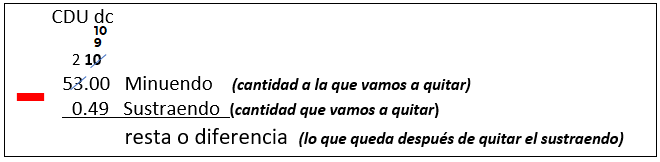 CDU dc
10
9
2 10
53.00 Minuendo (cantidad a la que vamos a quitar)
0.49 Sustraendo (cantidad que vamos a quitar)
resta o diferencia (lo que queda después de quitar el sustraendo)